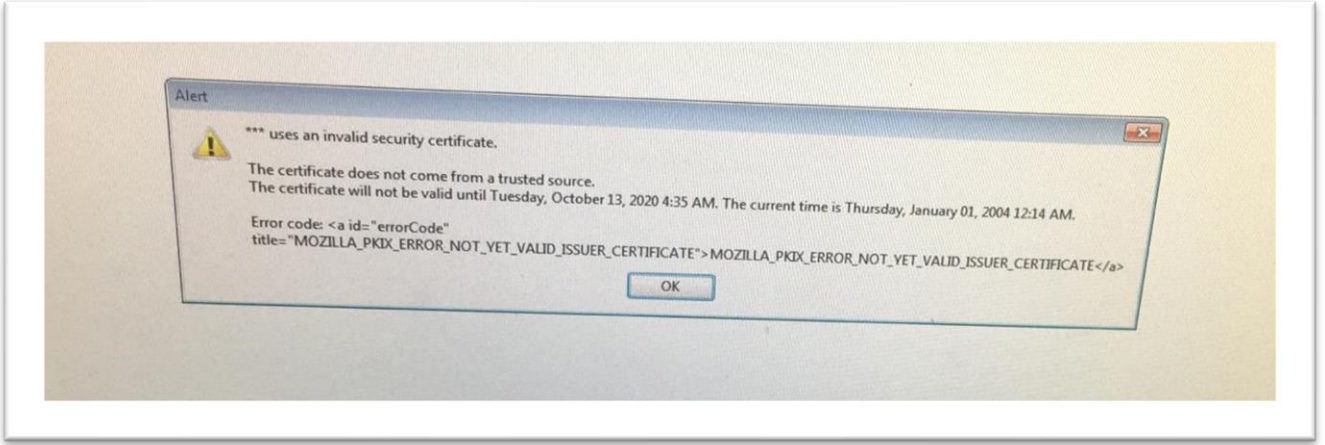 Alert
*** uses an invalid security certificate.
The certificate does not come from a trusted source.
The certificate will not be valid until Tuesday, October 13, 2020 4:35 AM. The current time is Thursday, January 01, 2004 12:14 AM.
Error code: <a id="errorCode"
title="MOZILLA_PKIX_ERROR_NOT_YET_VALID_ISSUER_CERTIFICATE">MOZILLA_PKIX_ERROR_NOT_YET_VALID_ISSUER_CERTIFICATE</a>
OK